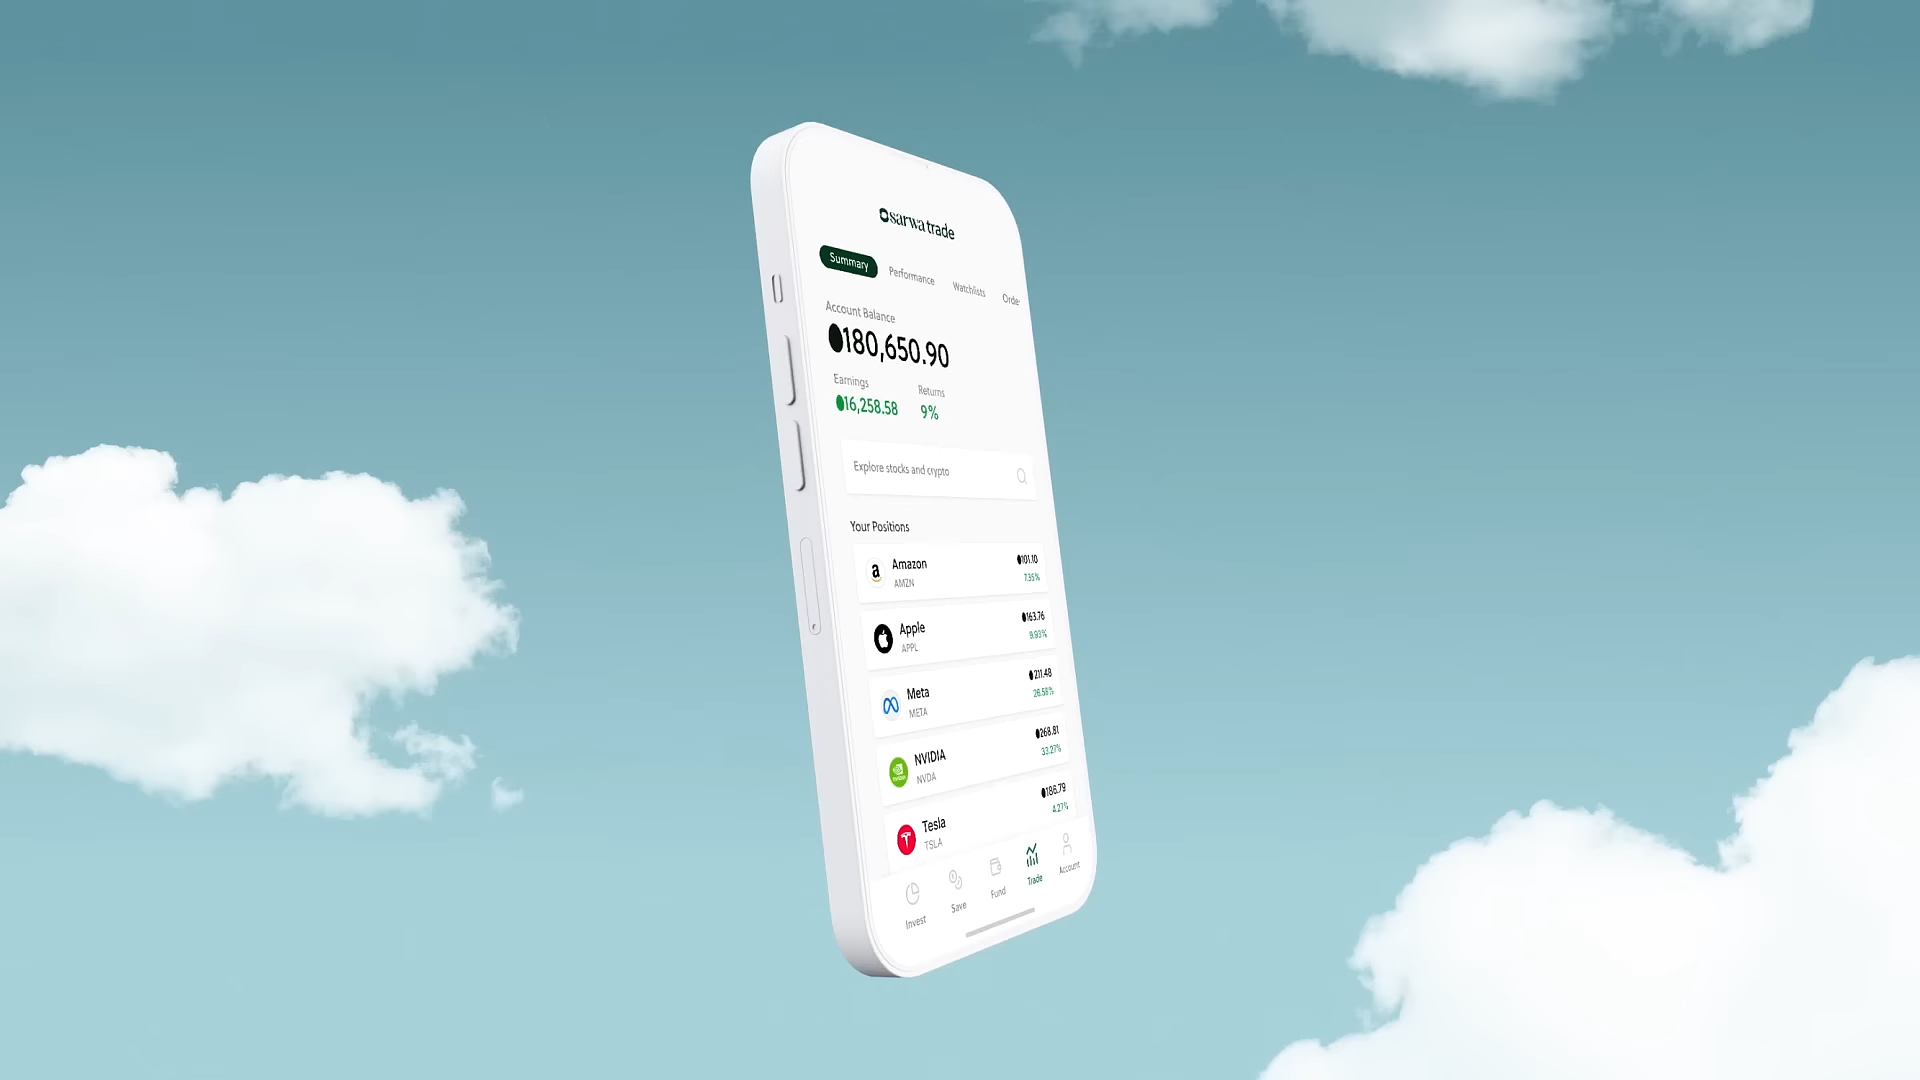 sarwa trade
Summary Performance Watchlists Orde
Account Balance
180,650.90
Earnings Returns
16,258.58 9%
Explore stocks and crypto
Your Positions
Amazon 101.10
AMZN 7.35%
Apple 163.76
APPL 9.93%
Meta 211.48
META 26.56%
NVIDIA 268.81
NVDA 33.27%
Tesla 186.79
TSLA 4.27%
Invest Save Fund Trade Account